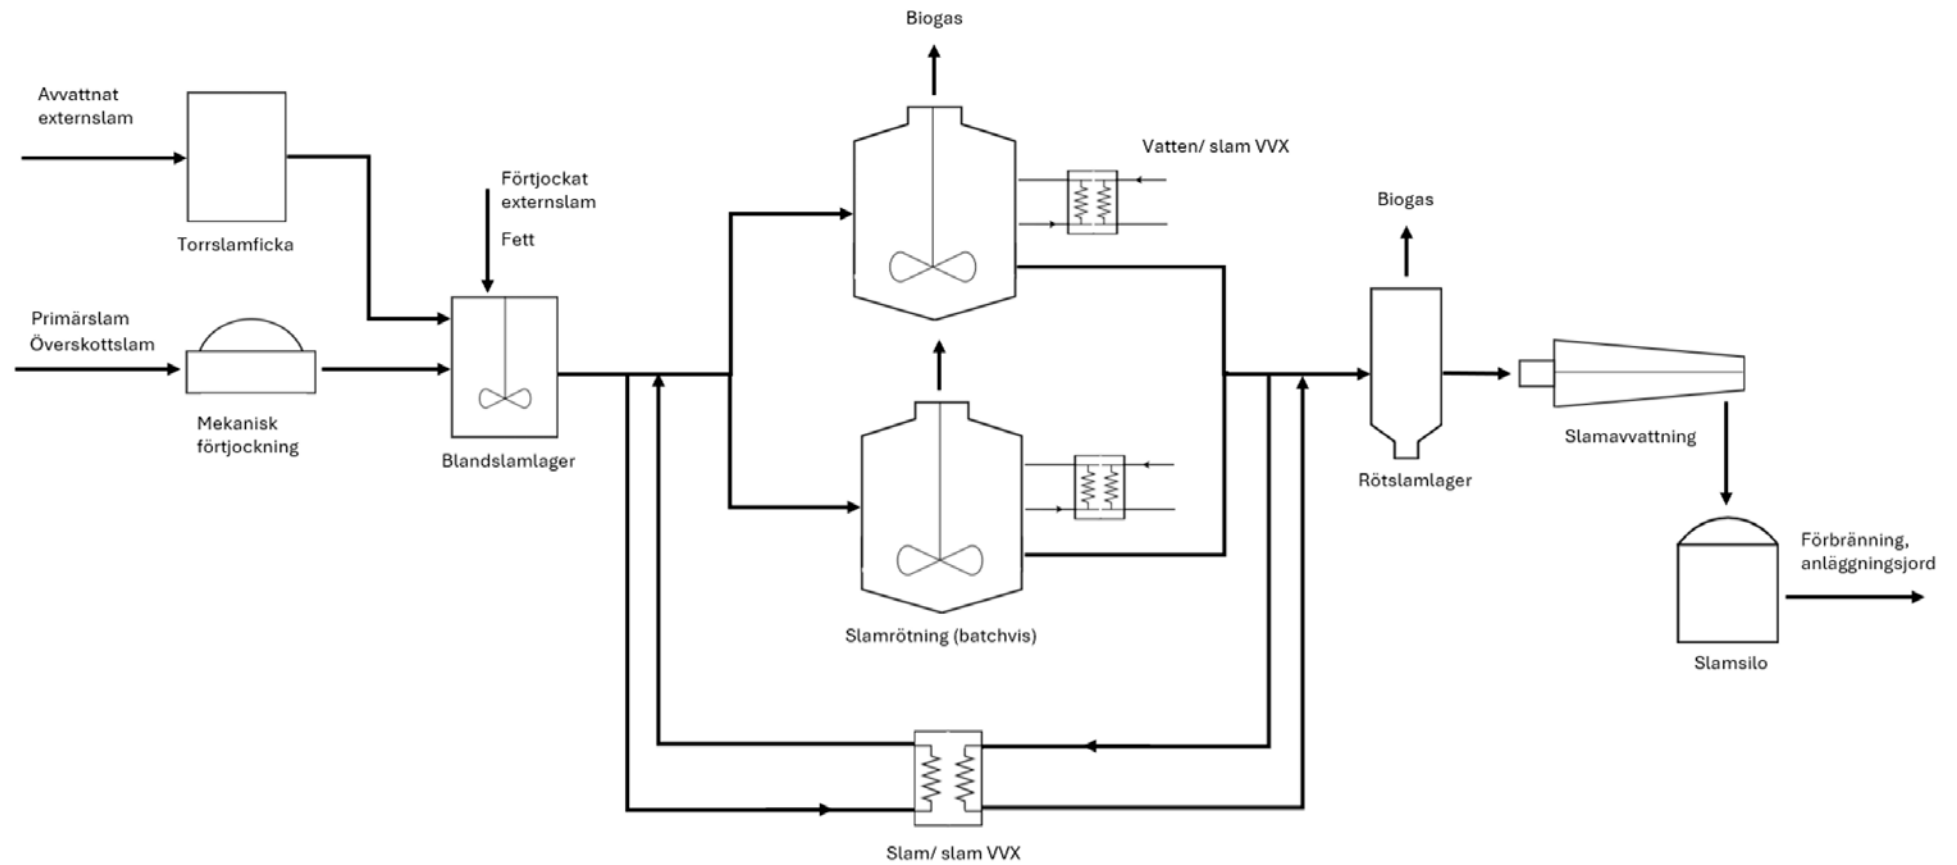 Biogas
Avvattnat
externslam
Vatten/ slam VVX
Förtjockat
externslam
Fett
Biogas
Torrslamficka
Primärslam
Överskottslam
Mekanisk
förtjockning
Blandslamlager
Slamavvattning
Rötslamlager
Förbränning,
anläggningsjord
Slamrötning (batchvis)
Slamsilo
Slam/ slam VVX